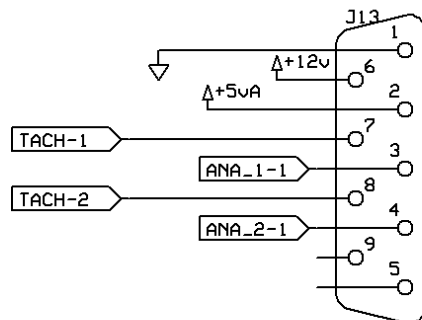 J13
1
+12v
6
+5vA
2
TACH-1
7
ANA_1-1
3
TACH-2
8
ANA_2-1
4
9
5